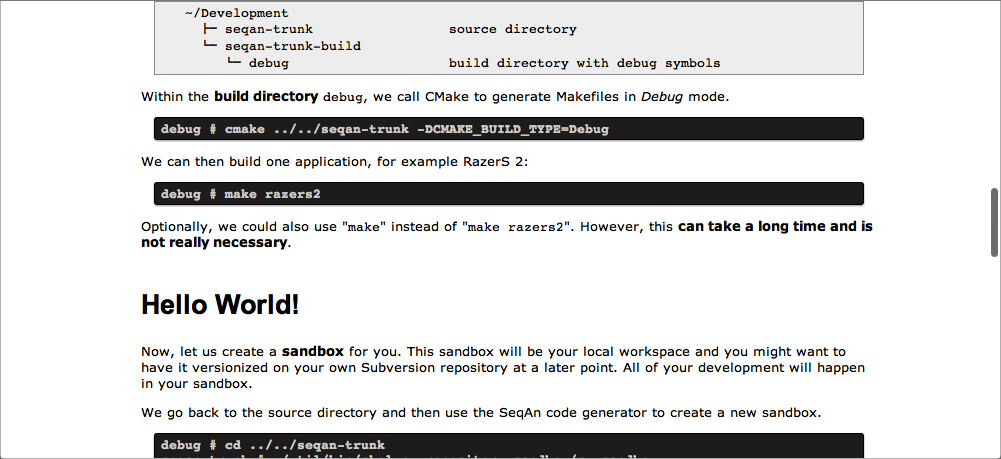 ~/Development
├─ seqan-trunk source directory
└─ seqan-trunk-build
└─ debug build directory with debug symbols
Within the build directory debug, we call CMake to generate Makefiles in Debug mode.
debug # cmake ../../seqan-trunk -DCMAKE_BUILD_TYPE=Debug
We can then build one application, for example RazerS 2:
debug # make razers2
Optionally, we could also use "make" instead of "make razers2". However, this can take a long time and is
not really necessary.
Hello World!
Now, let us create a sandbox for you. This sandbox will be your local workspace and you might want to
have it versionized on your own Subversion repository at a later point. All of your development will happen
in your sandbox.
We go back to the source directory and then use the SeqAn code generator to create a new sandbox.
debug # cd ../../seqan-trunk